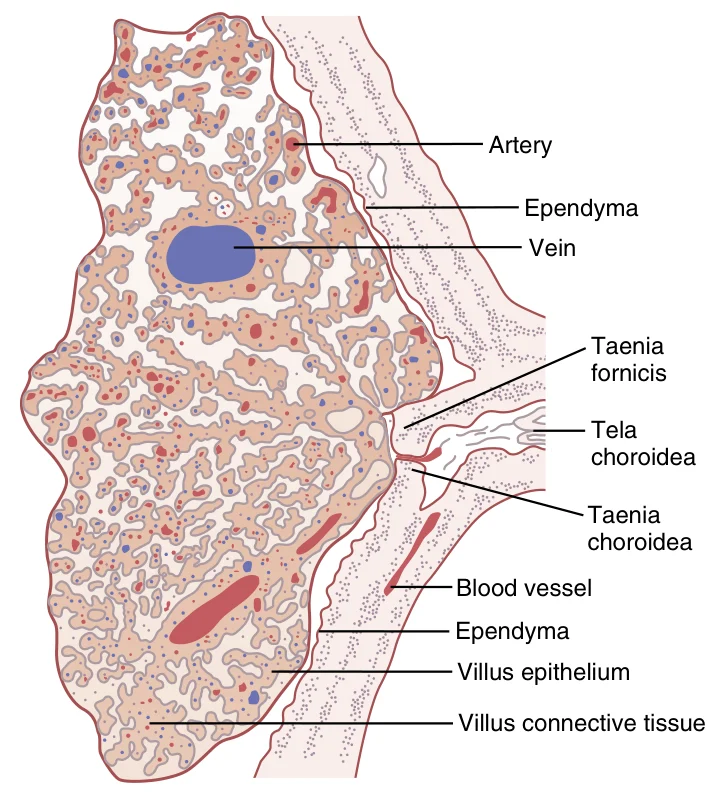 Artery
Ependyma
Vein
Taenia
fornicis
Tela
choroidea
Taenia
choroidea
Blood vessel
Ependyma
Villus epithelium
Villus connective tissue